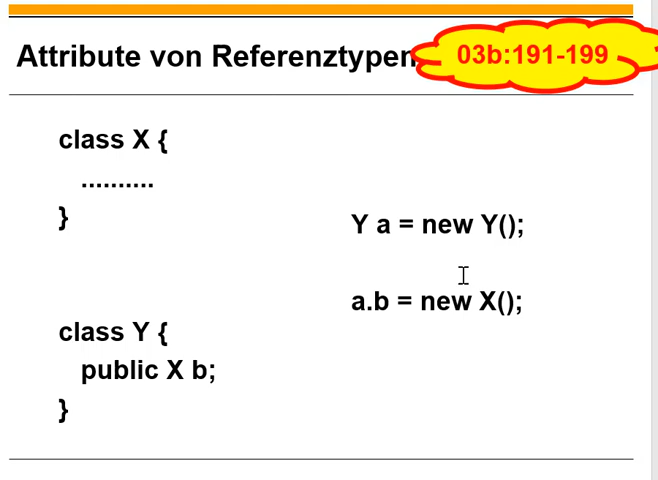 Attribute von Referenztypen
03b:191-199
class X {
..........
}
Y a = new Y();
a.b = new X();
class Y {
public X b;
}